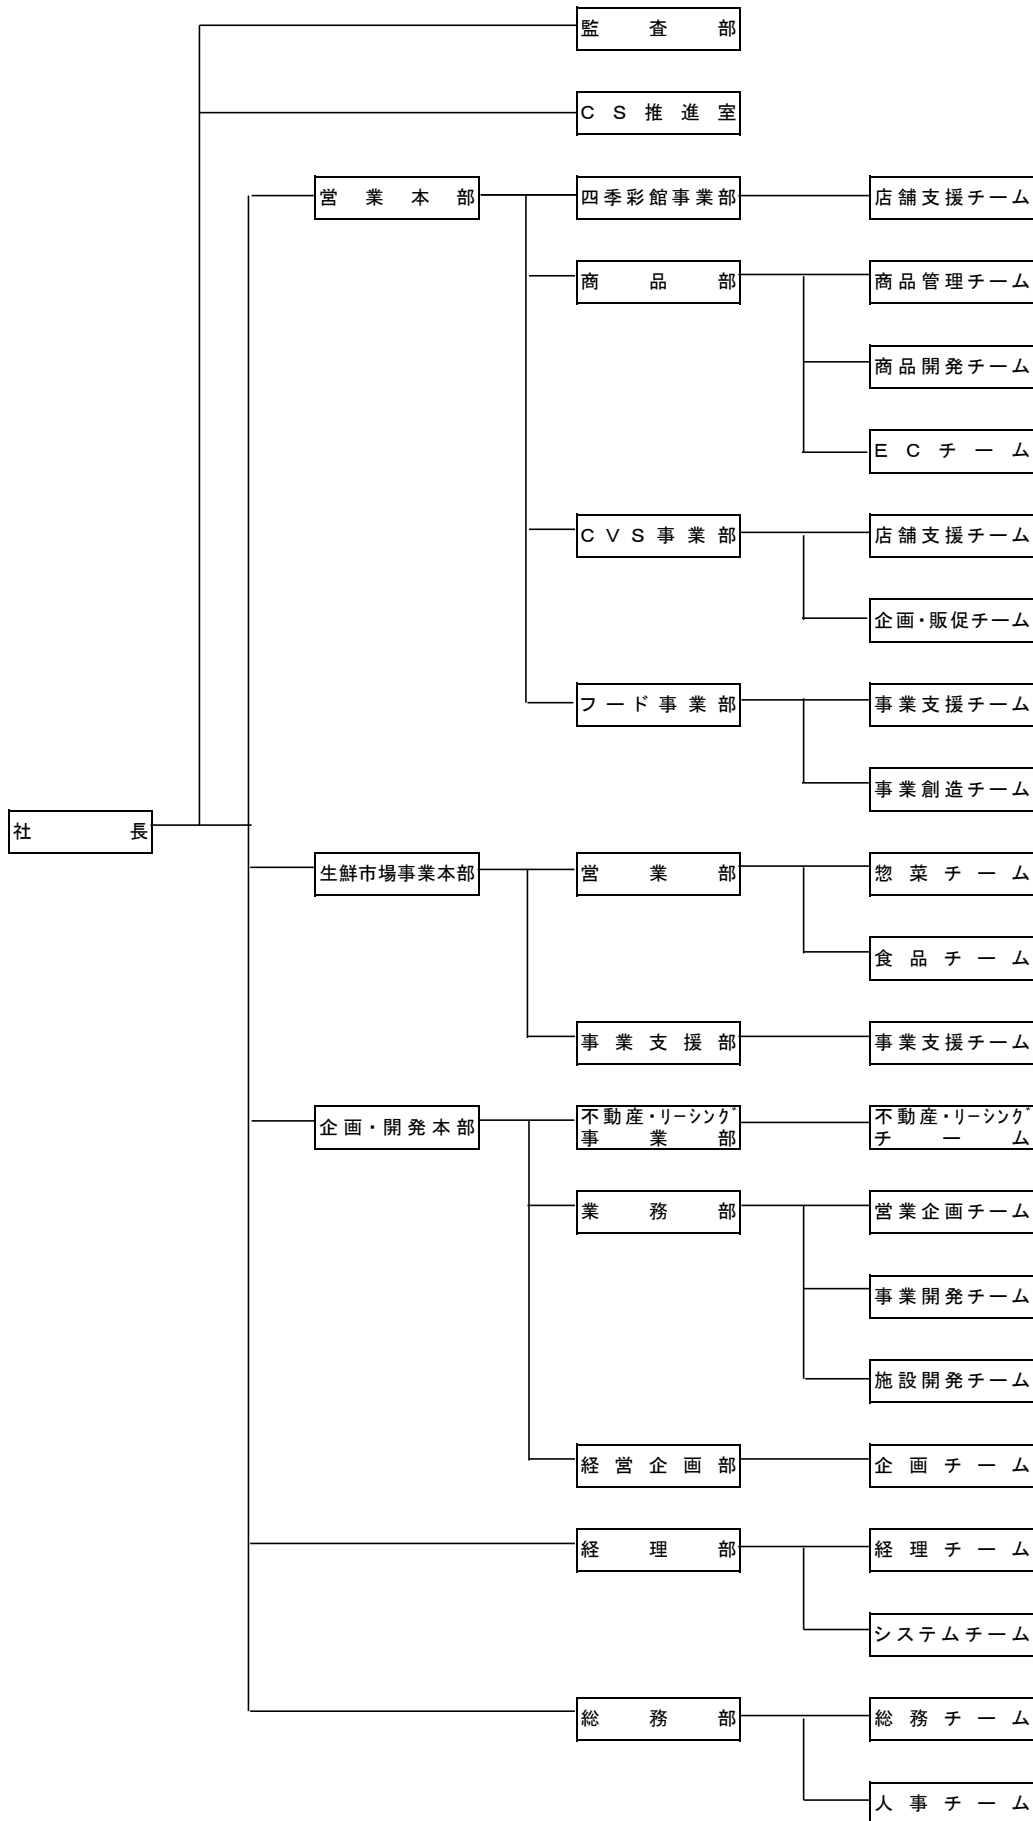 監査部
CS推進室
営業本部
四季彩館事業部
店舗支援チーム
商品部
商品管理チーム
商品開発チーム
ECチーム
CVS事業部
店舗支援チーム
企画・販促チーム
フード事業部
事業支援チーム
事業創造チーム
社長
生鮮市場事業本部
営業部
惣菜チーム
食品チーム
事業支援部
事業支援チーム
企画・開発本部
不動産・リーシング
事業部
不動産・リーシング
チーム
業務部
営業企画チーム
事業開発チーム
施設開発チーム
経営企画部
企画チーム
経理部
経理チーム
システムチーム
総務部
総務チーム
人事チーム